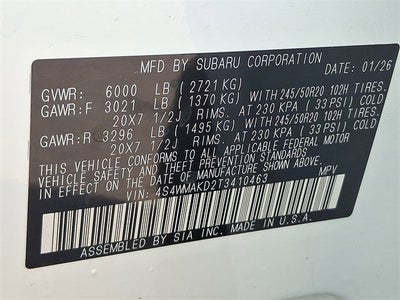 MFD BY SUBARU CORPORATION DATE 01/26
GVWR: 6000 LB (2721 KG)
GAWR:F 3021 LB (1370 KG) WITH 245/50R20 102H TIRES.
20X7 1/2J RIMS. AT 230 KPA (33 PSI) COLD
GAWR:R 3296 LB (1495 KG) WITH 245/50R20 102H TIRES.
20X7 1/2J RIMS. AT 230 KPA (33 PSI) COLD
THIS VEHICLE CONFORMS TO ALL APPLICABLE FEDERAL MOTOR
VEHICLE SAFETY, BUMPER, AND THEFT PREVENTION STANDARDS
IN EFFECT ON THE DATE OF MANUFACTURE SHOWN ABOVE.
VIN: 4S4WMAKD2T3410463 MPV
ASSEMBLED BY SIA INC. MADE IN U.S.A.